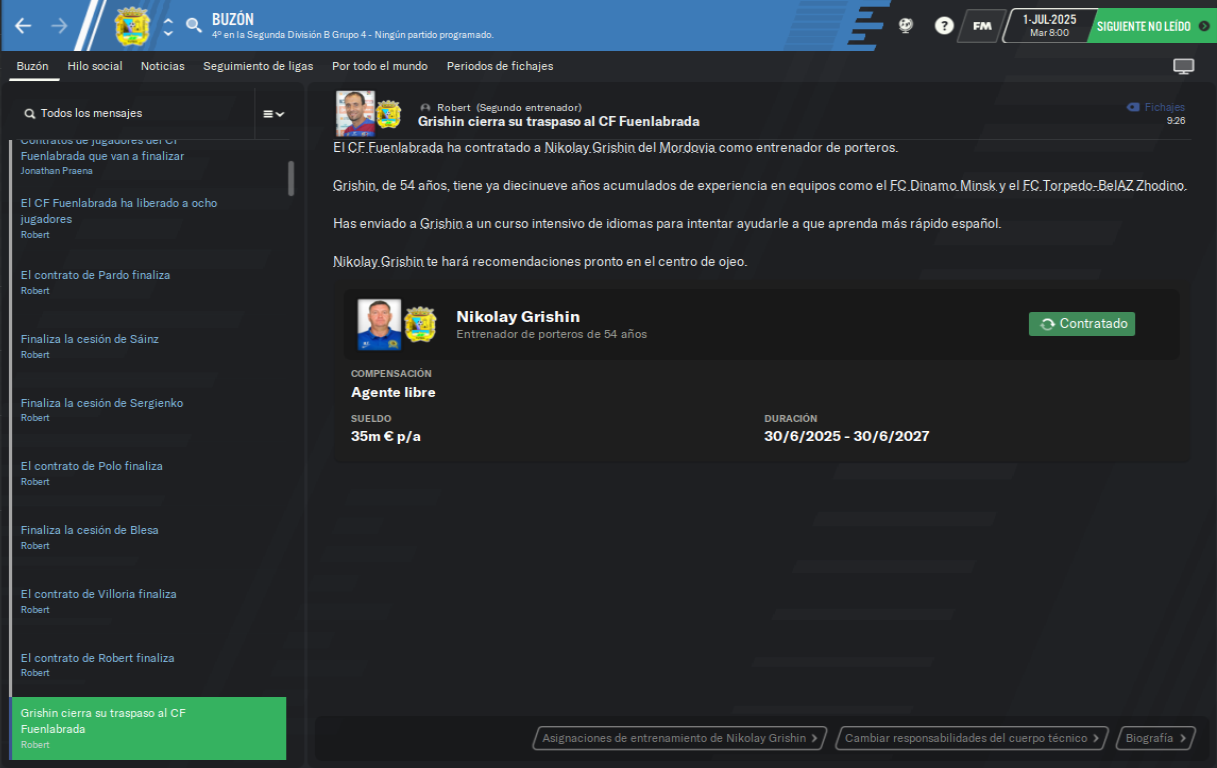 BUZÓN
4º en la Segunda División B Grupo 4 - Ningún partido programado.
FM
1-JUL-2025
Mar 8:00
SIGUIENTE NO LEÍDO
Buzón
Hilo social
Noticias
Seguimiento de ligas
Por todo el mundo
Periodos de fichajes
Todos los mensajes
Contratos de jugadores del CF
Fuenlabrada que van a finalizar
Jonathan Praena
El CF Fuenlabrada ha liberado a ocho
jugadores
Robert
El contrato de Pardo finaliza
Robert
Finaliza la cesión de Sáinz
Robert
Finaliza la cesión de Sergienko
Robert
El contrato de Polo finaliza
Robert
Finaliza la cesión de Blesa
Robert
El contrato de Villoria finaliza
Robert
El contrato de Robert finaliza
Robert
Grishin cierra su traspaso al CF
Fuenlabrada
Robert
Robert (Segundo entrenador)
Grishin cierra su traspaso al CF Fuenlabrada
Fichajes
9:26
El CF Fuenlabrada ha contratado a Nikolay Grishin del Mordovia como entrenador de porteros.
Grishin, de 54 años, tiene ya diecinueve años acumulados de experiencia en equipos como el FC Dinamo Minsk y el FC Torpedo-BelAZ Zhodino.
Has enviado a Grishin a un curso intensivo de idiomas para intentar ayudarle a que aprenda más rápido español.
Nikolay Grishin te hará recomendaciones pronto en el centro de ojeo.
Nikolay Grishin
Entrenador de porteros de 54 años
Contratado
COMPENSACIÓN
Agente libre
SUELDO
35m € p/a
DURACIÓN
30/6/2025 - 30/6/2027
Asignaciones de entrenamiento de Nikolay Grishin
Cambiar responsabilidades del cuerpo técnico
Biografía